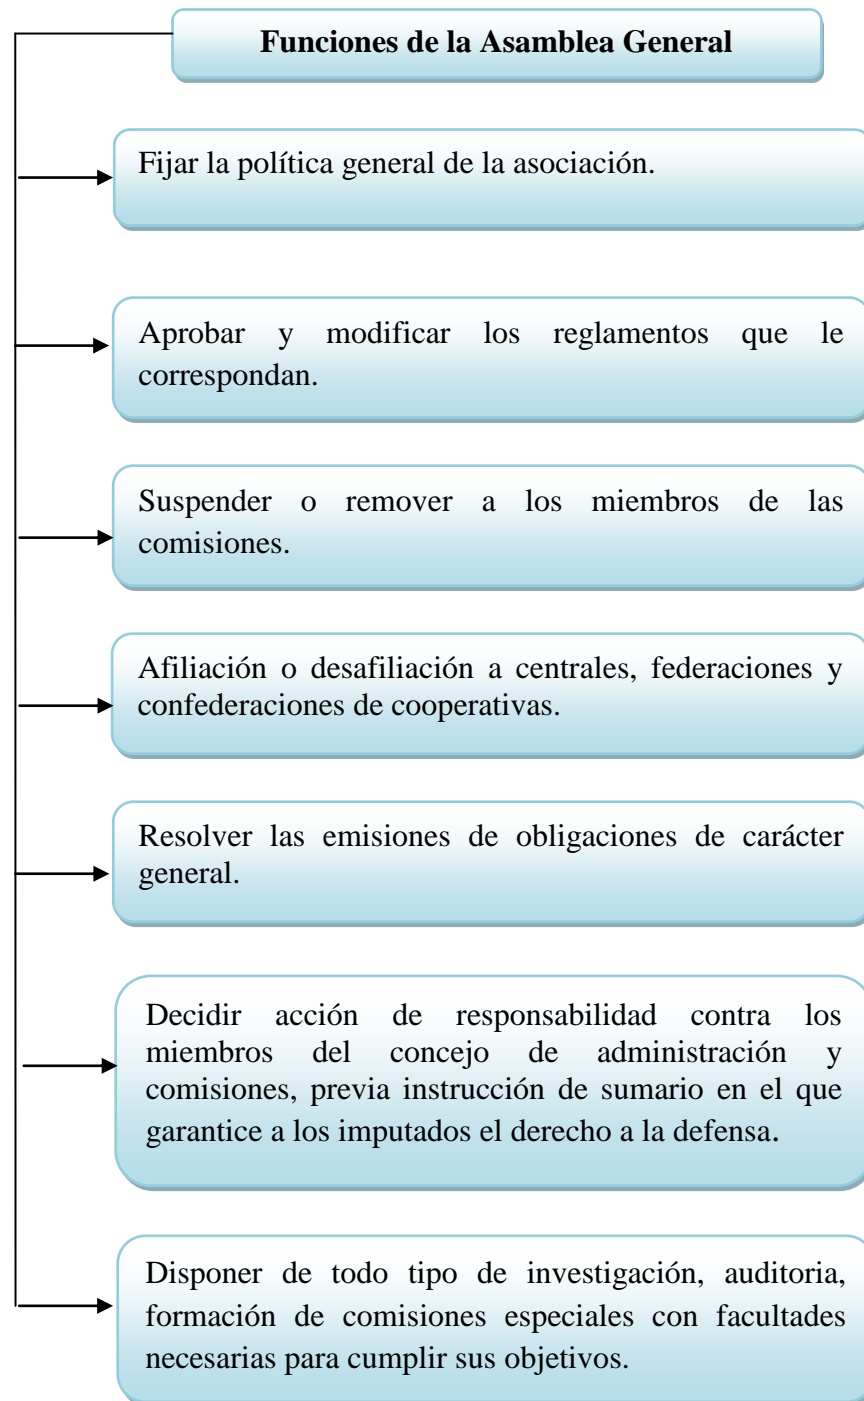 Funciones de la Asamblea General
Fijar la política general de la asociación.
Aprobar y modificar los reglamentos que le
correspondan.
Suspender o remover a los miembros de las
comisiones.
Afiliación o desafiliación a centrales, federaciones y
confederaciones de cooperativas.
Resolver las emisiones de obligaciones de carácter
general.
Decidir acción de responsabilidad contra los
miembros del concejo de administración y
comisiones, previa instrucción de sumario en el que
garantice a los imputados el derecho a la defensa.
Disponer de todo tipo de investigación, auditoria,
formación de comisiones especiales con facultades
necesarias para cumplir sus objetivos.